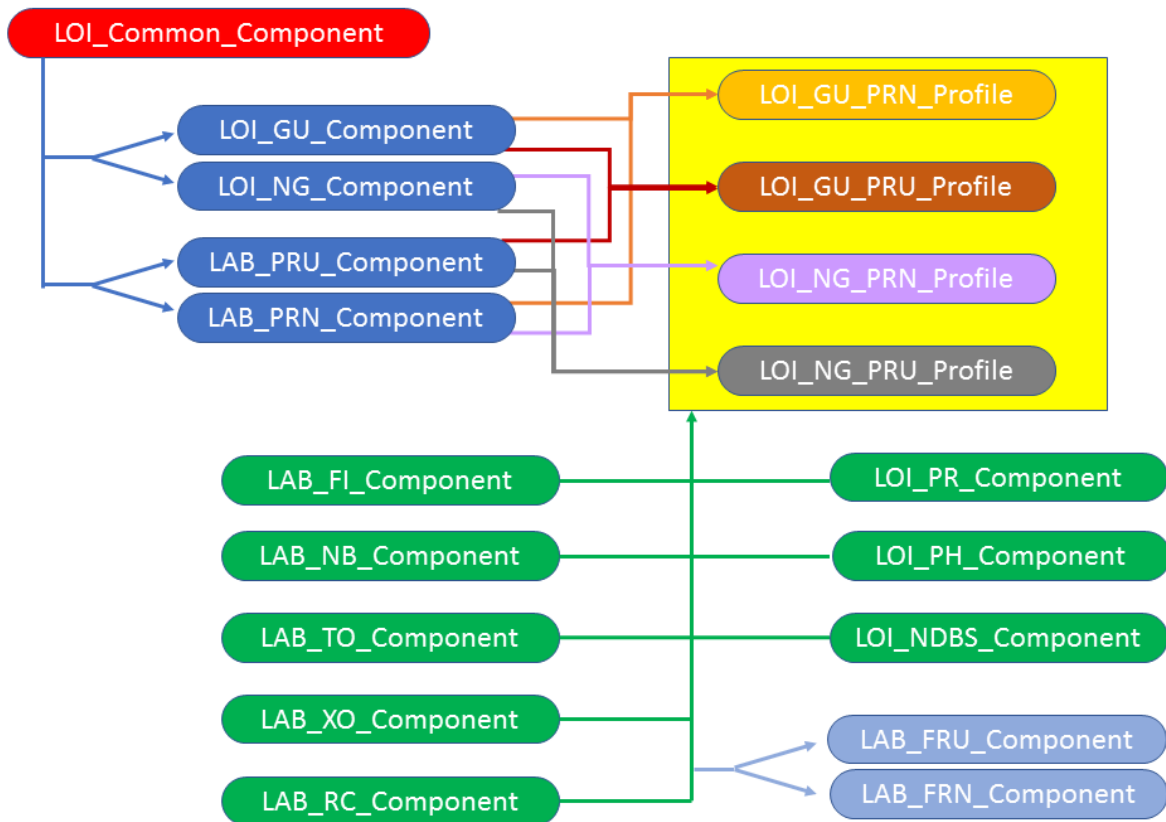 LOI_Common_Component
LOI_GU_Component
LOI_NG_Component
LAB_PRU_Component
LAB_PRN_Component
LOI_GU_PRN_Profile
LOI_GU_PRU_Profile
LOI_NG_PRN_Profile
LOI_NG_PRU_Profile
LAB_FI_Component
LAB_NB_Component
LAB_TO_Component
LAB_XO_Component
LAB_RC_Component
LOI_PR_Component
LOI_PH_Component
LOI_NDBS_Component
LAB_FRU_Component
LAB_FRN_Component